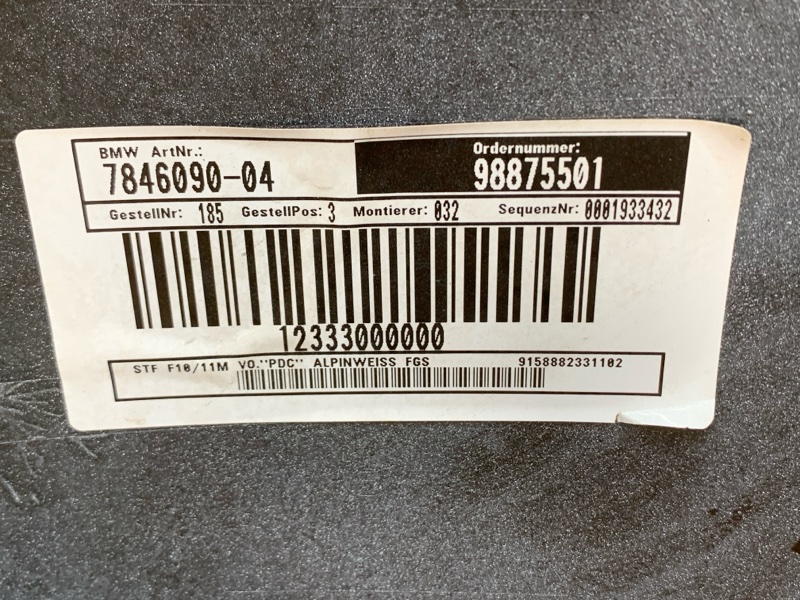 BMW ArtNr.: Ordernummer:
7846090-04 98875501
GestellNr: 185 GestellPos: 3 Montierer: 032 SequenzNr: 0001933432
12333000000
STF F10/11M VO."PDC" ALPINWEISS FGS 9158882331102